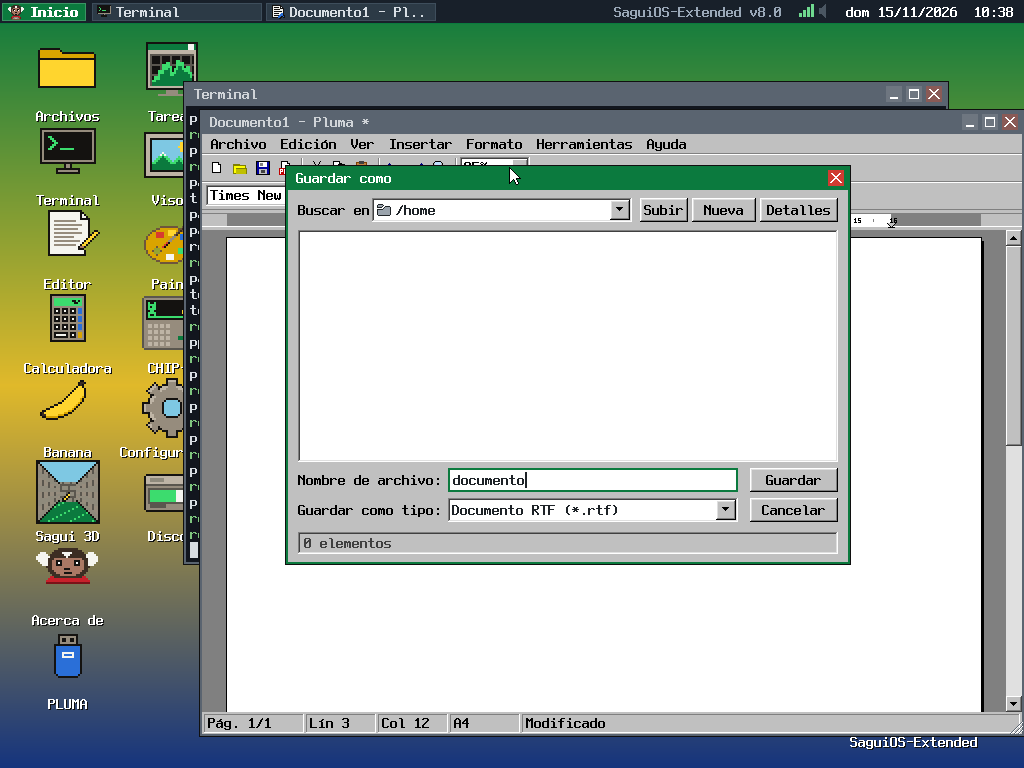 Inicio
Terminal
Documento1 - Pl..
SaguiOS-Extended v8.0
dom 15/11/2026
10:38
Archivos
Terminal
Editor
Calculadora
CHIP
Banana
Sagui 3D
Acerca de
PLUMA
Terminal
Documento1 - Pluma *
Archivo Edición Ver Insertar Formato Herramientas Ayuda
Times New
15 16
Guardar como
Buscar en /home
Subir Nueva Detalles
Nombre de archivo: documento
Guardar
Guardar como tipo: Documento RTF (*.rtf)
Cancelar
0 elementos
Pág. 1/1 Lín 3 Col 12 A4 Modificado
SaguiOS-Extended